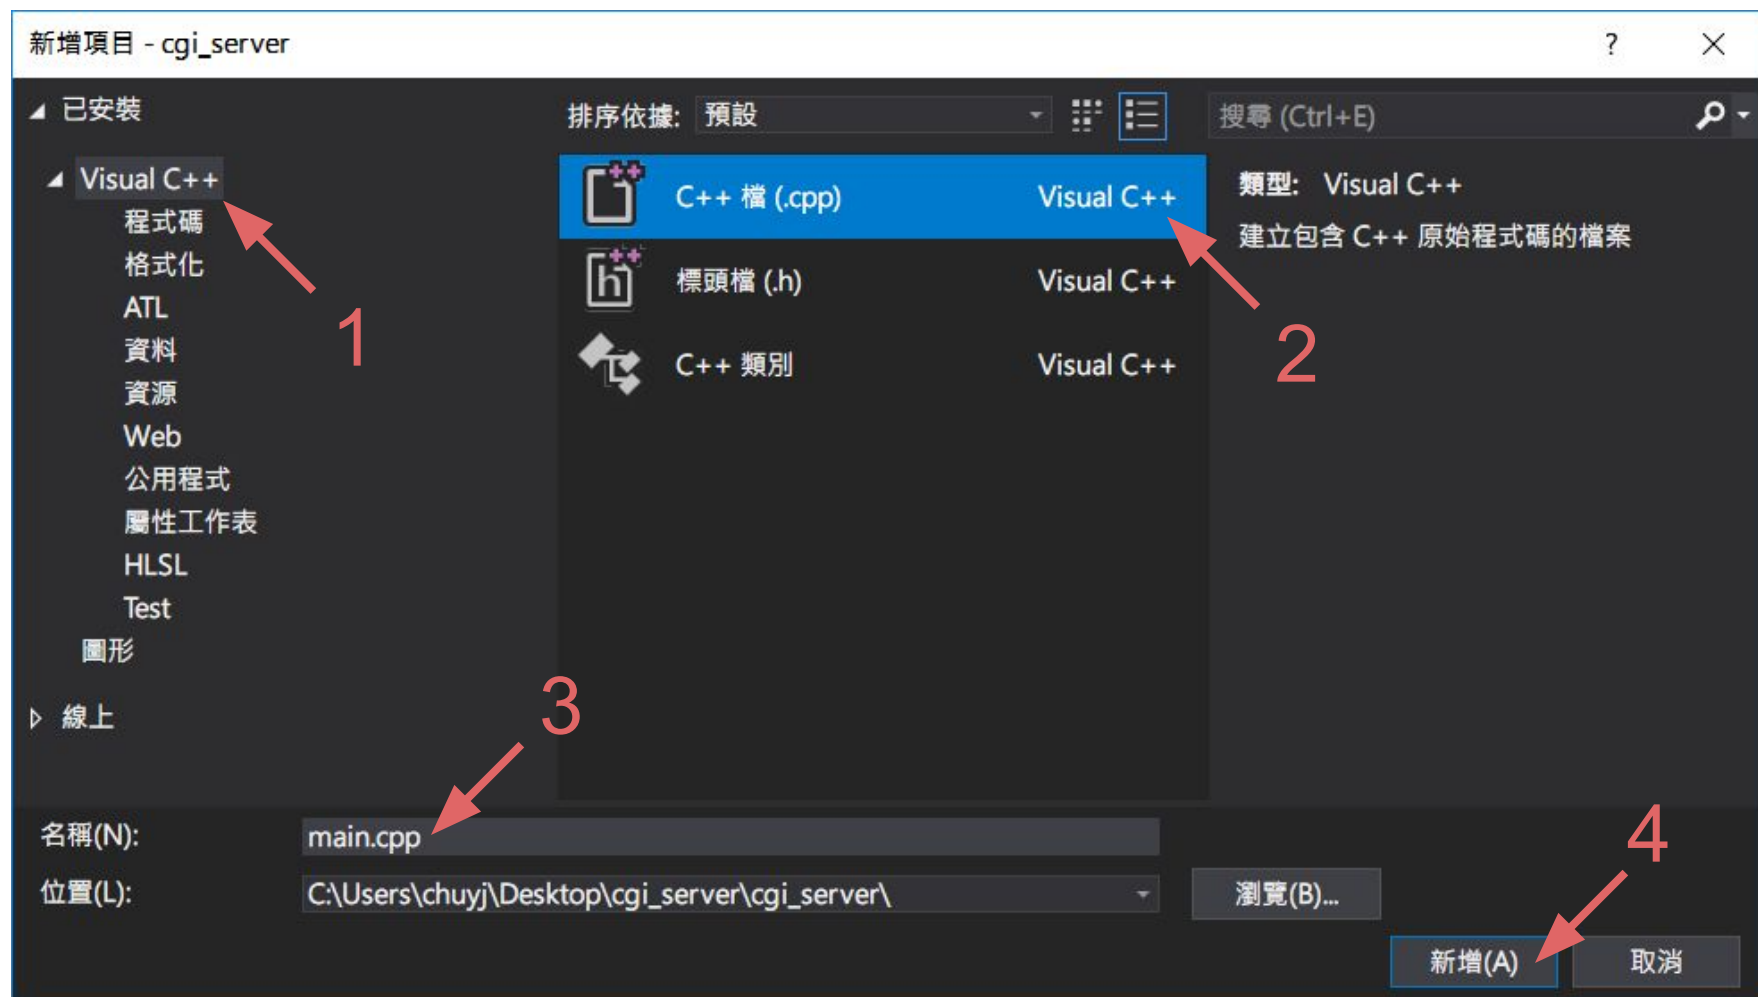 新增項目 - cgi_server
?
已安裝
排序依據: 預設
搜尋 (Ctrl+E)
Visual C++
程式碼
格式化
ATL
資料
資源
Web
公用程式
屬性工作表
HLSL
Test
圖形
線上
C++ 檔 (.cpp) Visual C++
標頭檔 (.h) Visual C++
C++ 類別 Visual C++
類型: Visual C++
建立包含 C++ 原始程式碼的檔案
1
2
3
4
名稱(N): main.cpp
位置(L): C:\Users\chuyj\Desktop\cgi_server\cgi_server\ 瀏覽(B)...
新增(A) 取消